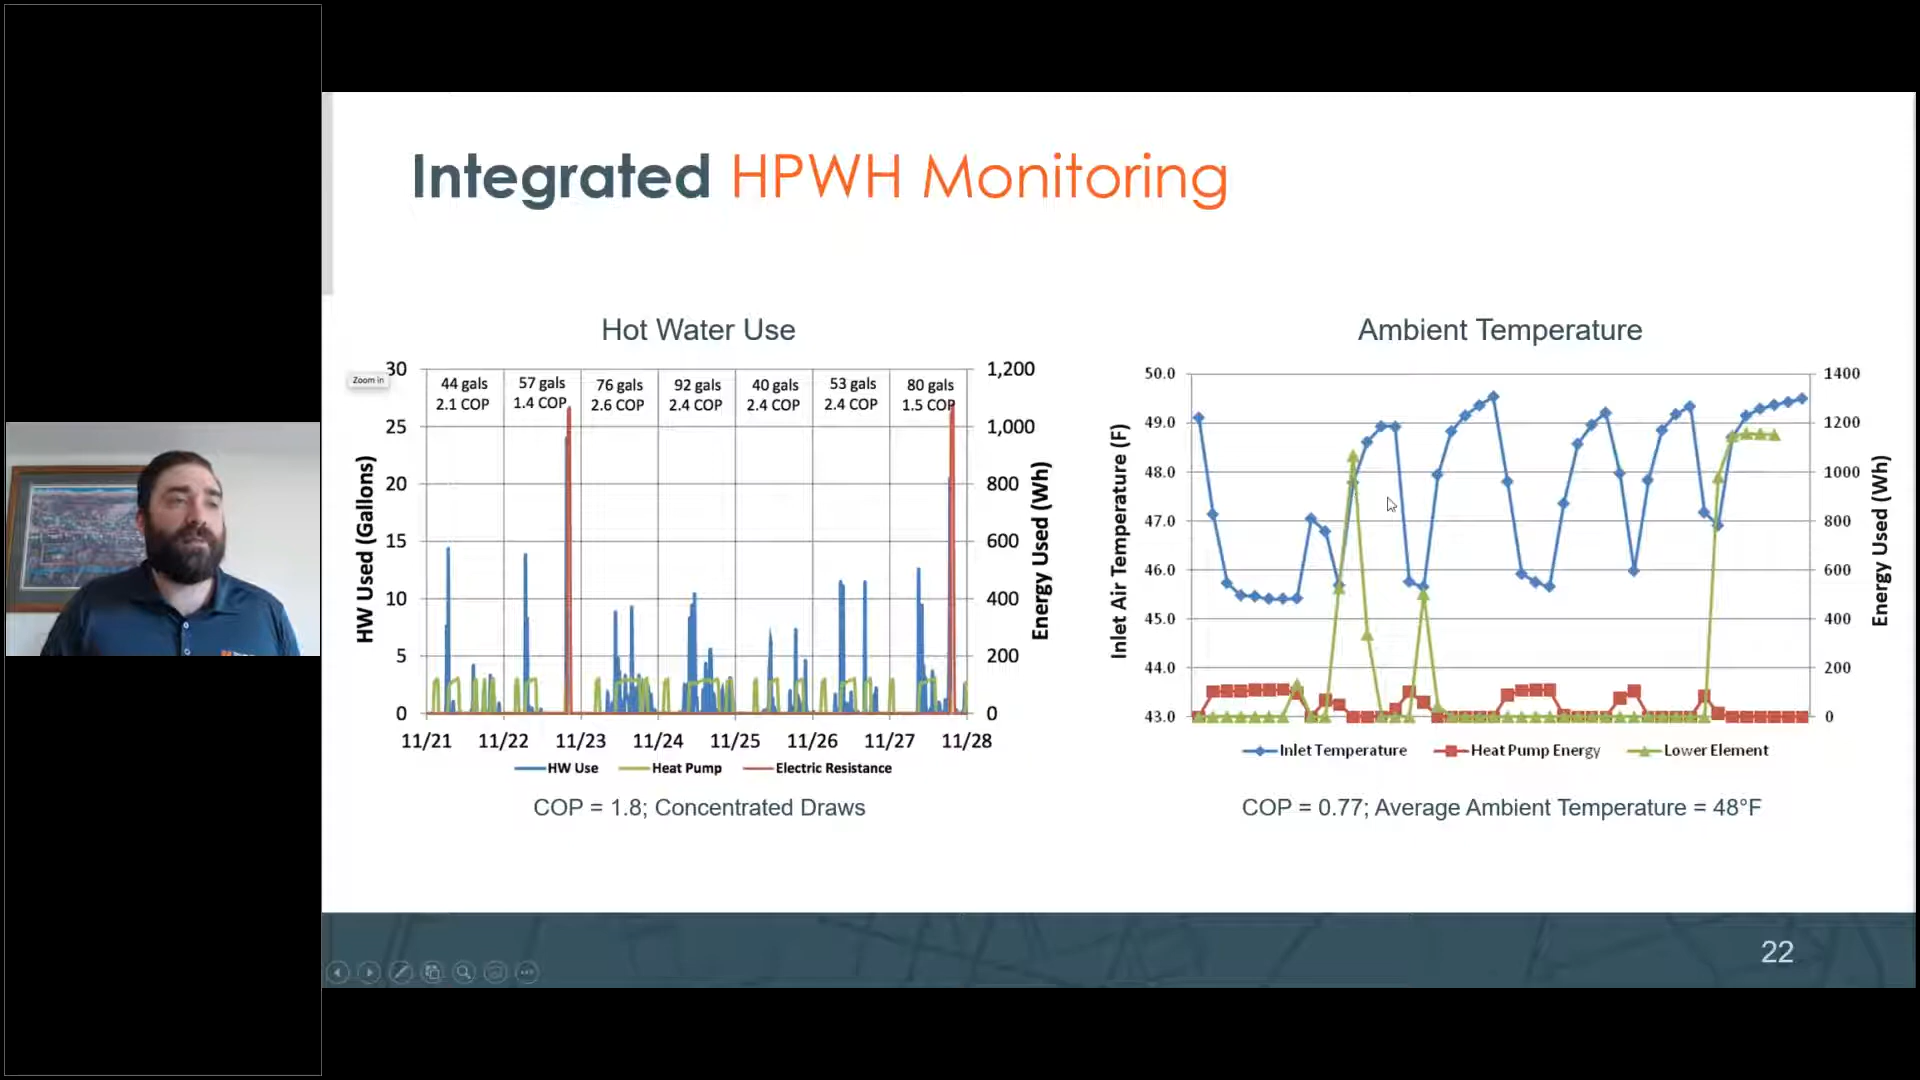 Integrated HPWH Monitoring
Hot Water Use
Zoom in
30
25
20
15
10
5
0
HW Used (Gallons)
44 gals
2.1 COP
57 gals
1.4 COP
76 gals
2.6 COP
92 gals
2.4 COP
40 gals
2.4 COP
53 gals
2.4 COP
80 gals
1.5 COP
1,200
1,000
800
600
400
200
0
Energy Used (Wh)
11/21 11/22 11/23 11/24 11/25 11/26 11/27 11/28
HW Use Heat Pump Electric Resistance
COP = 1.8; Concentrated Draws
Ambient Temperature
50.0
49.0
48.0
47.0
46.0
45.0
44.0
43.0
Inlet Air Temperature (F)
1400
1200
1000
800
600
400
200
0
Energy Used (Wh)
Inlet Temperature Heat Pump Energy Lower Element
COP = 0.77; Average Ambient Temperature = 48°F
22